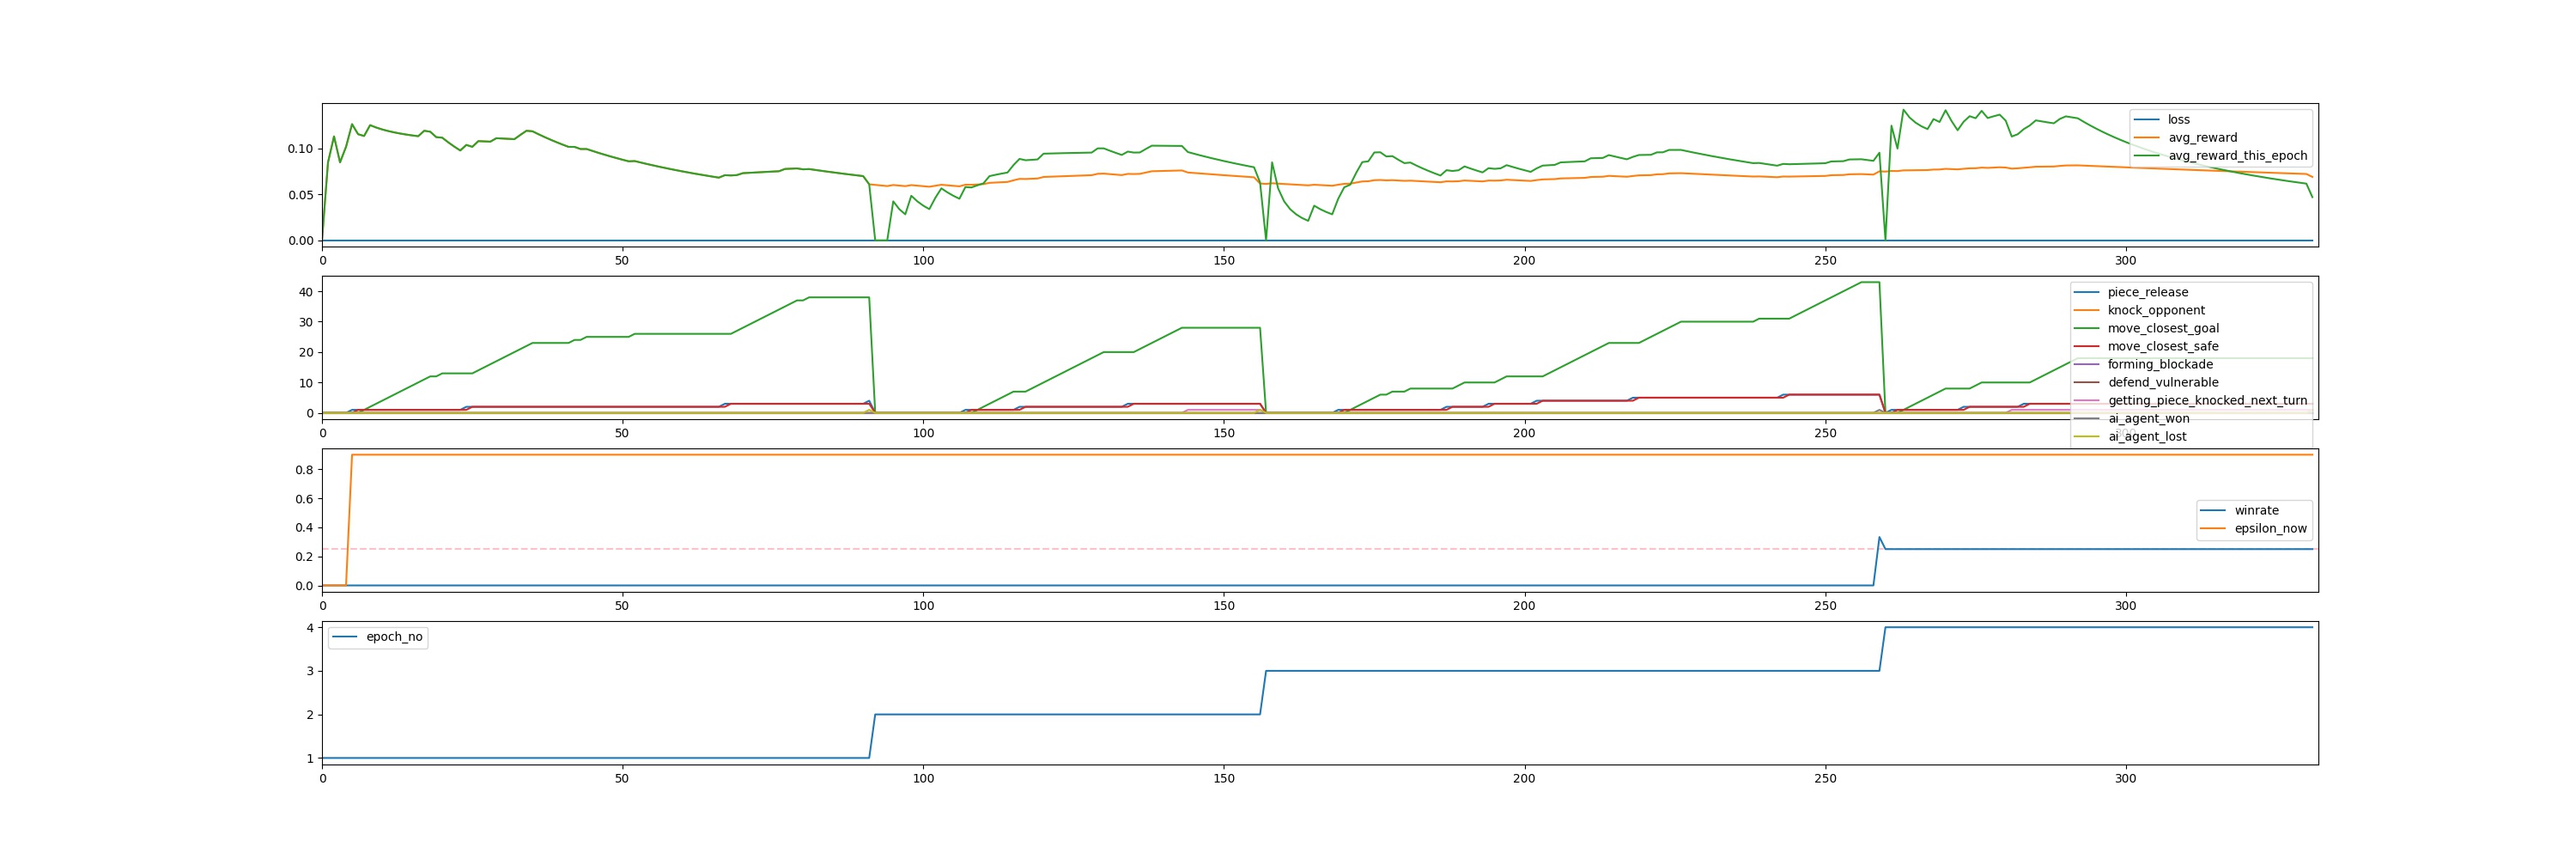 0.10
0.05
0.00
loss
avg_reward
avg_reward_this_epoch
0 50 100 150 200 250 300
40
30
20
10
0
piece_release
knock_opponent
move_closest_goal
move_closest_safe
forming_blockade
defend_vulnerable
getting_piece_knocked_next_turn
ai_agent_won
ai_agent_lost
0 50 100 150 200 250 300
0.8
0.6
0.4
0.2
0.0
winrate
epsilon_now
0 50 100 150 200 250 300
4
3
2
1
epoch_no
0 50 100 150 200 250 300